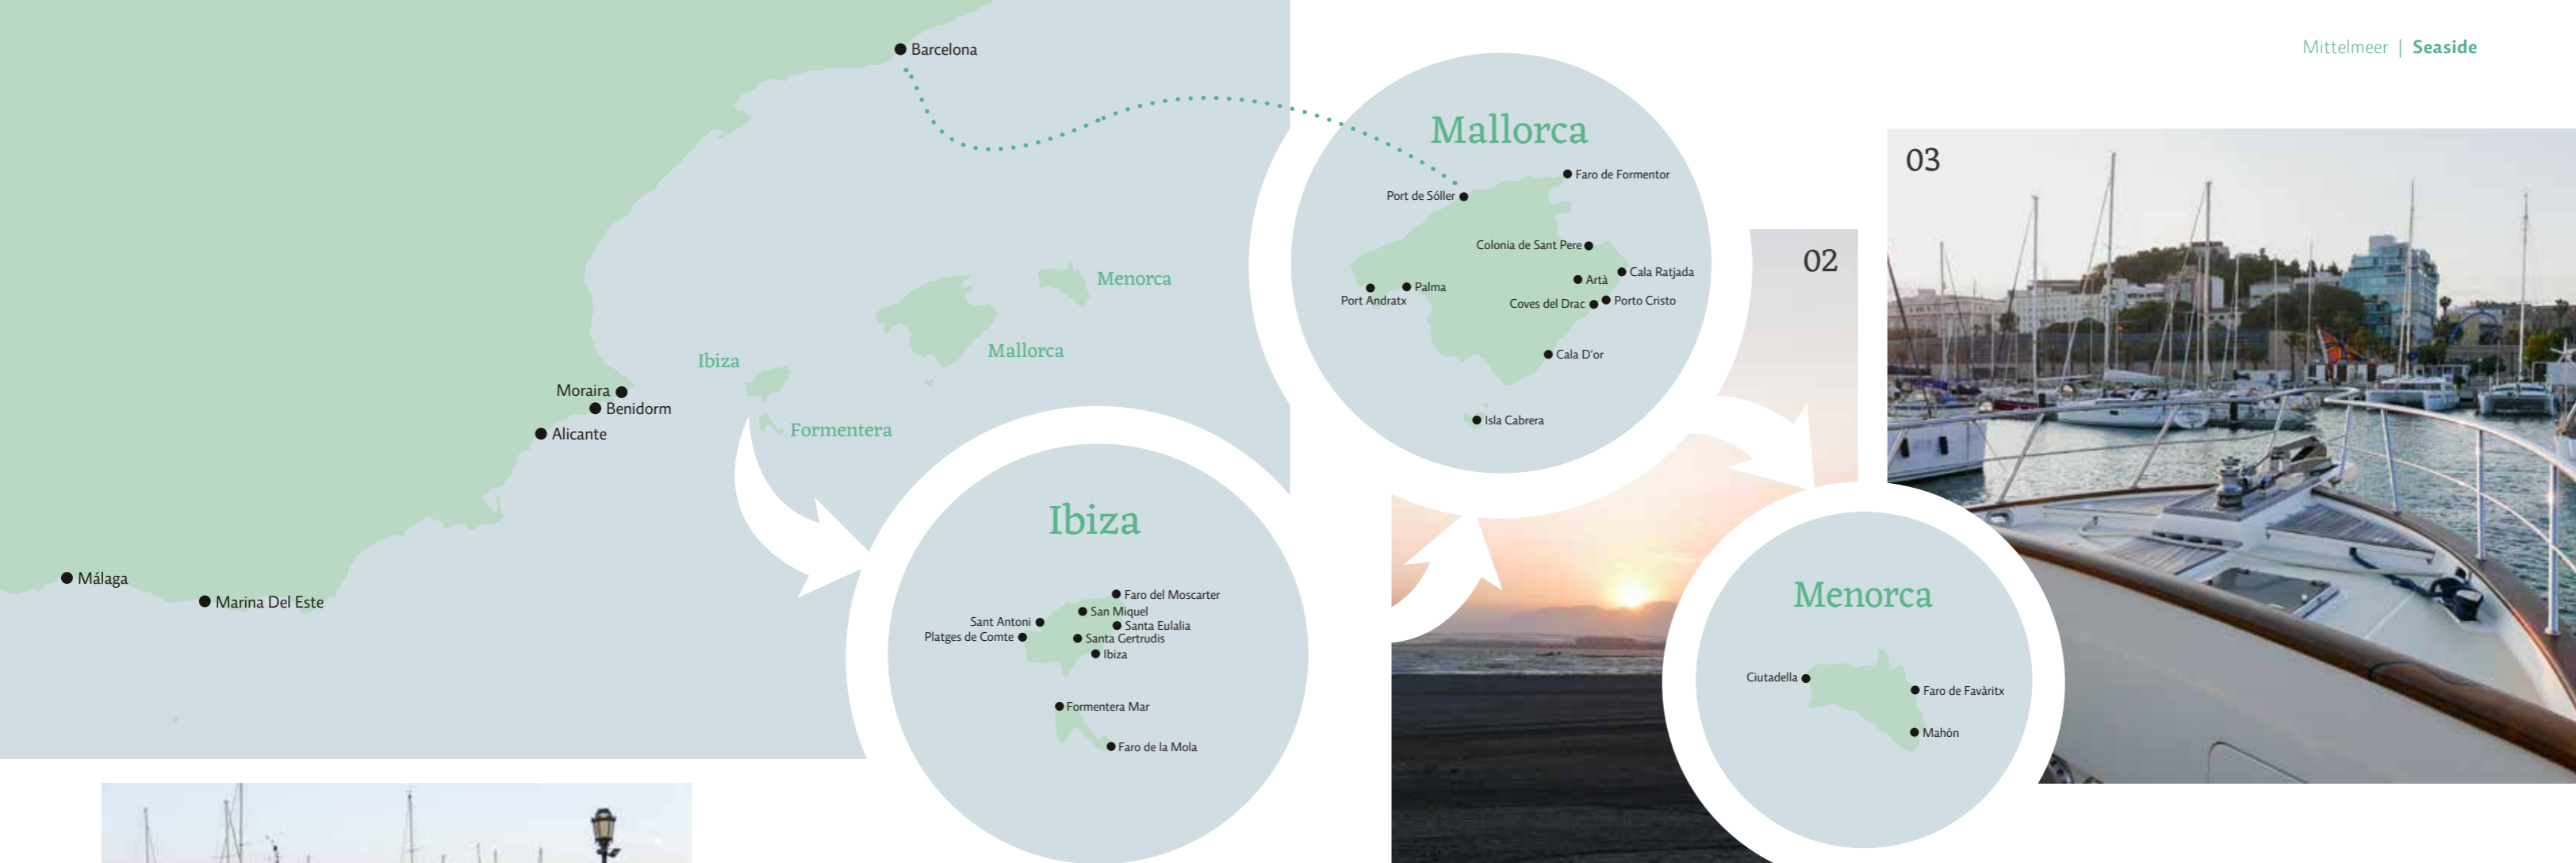 Mittelmeer | Seaside
Barcelona
Menorca
Mallorca
Ibiza
Formentera
Moraira
Benidorm
Alicante
Málaga
Marina Del Este
Mallorca
Faro de Formentor
Port de Sóller
Colonia de Sant Pere
Cala Ratjada
Artà
Palma
Port Andratx
Porto Cristo
Coves del Drac
Cala D'or
Isla Cabrera
02
03
Ibiza
Faro del Moscarter
San Miquel
Sant Antoni
Santa Eulalia
Platges de Comte
Santa Gertrudis
Ibiza
Formentera Mar
Faro de la Mola
Menorca
Ciutadella
Faro de Favàritx
Mahón